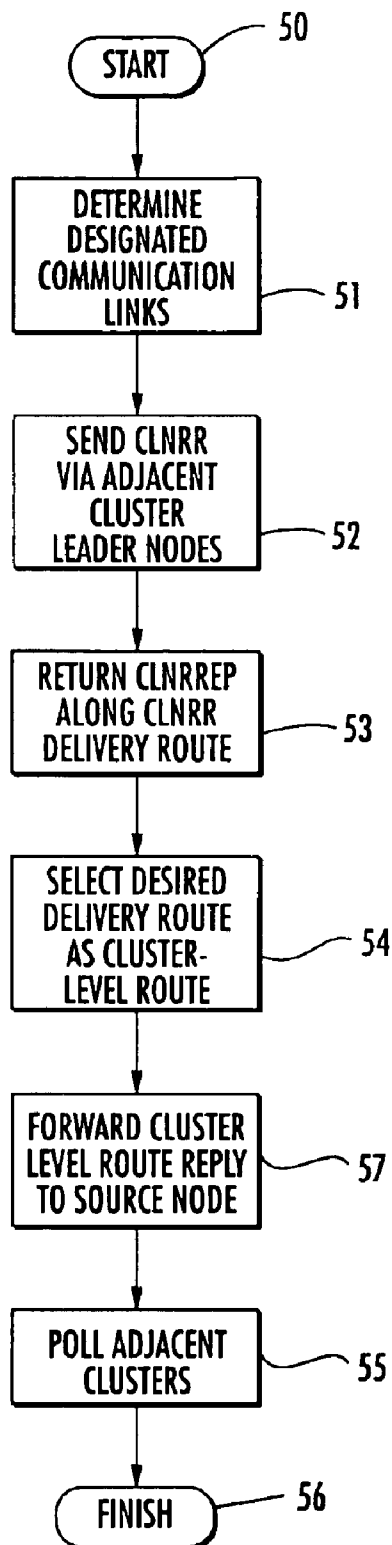 START
50
DETERMINE
DESIGNATED
COMMUNICATION
LINKS
51
SEND CLNRR
VIA ADJACENT
CLUSTER
LEADER NODES
52
RETURN CLNRREP
ALONG CLNRR
DELIVERY ROUTE
53
SELECT DESIRED
DELIVERY ROUTE
AS CLUSTER-
LEVEL ROUTE
54
FORWARD CLUSTER
LEVEL ROUTE REPLY
TO SOURCE NODE
57
POLL ADJACENT
CLUSTERS
55
FINISH
56